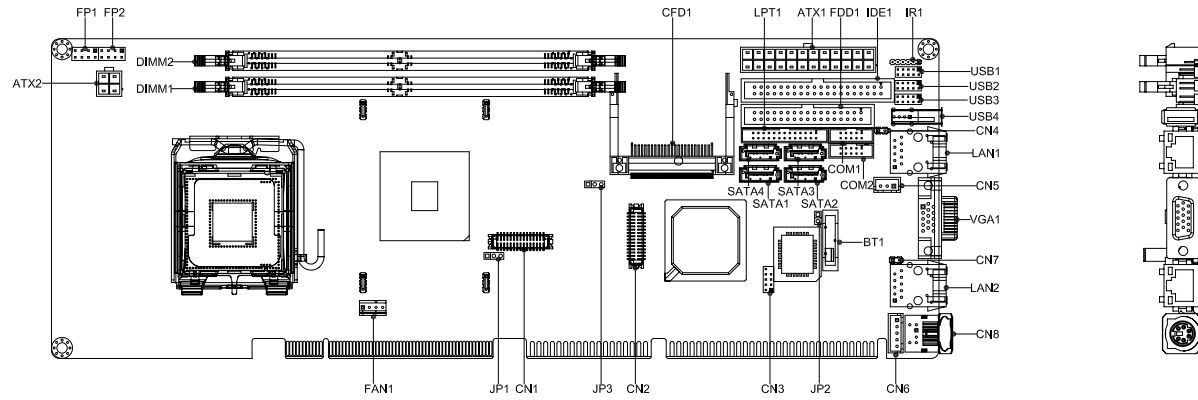 FP1 FP2 CFD1 LPT1 ATX1 FDD1 IDE1 IR1
DIMM2
ATX2
DIMM1
USB1
USB2
USB3
USB4
CN4
LAN1
COM1
COM2
CN5
SATA4 SATA3
SATA1 SATA2
VGA1
BT1
CN7
LAN2
CN8
FAN1 JP1 CN1 JP3 CN2 CN3 JP2 CN6